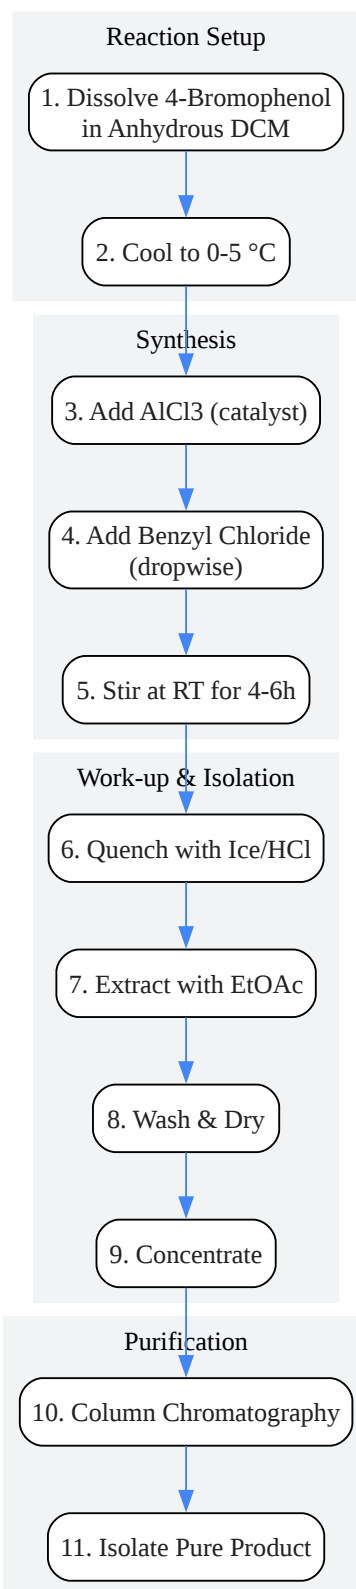 Reaction Setup
1. Dissolve 4-Bromophenol
in Anhydrous DCM
2. Cool to 0-5 °C
Synthesis
3. Add AlCl3 (catalyst)
4. Add Benzyl Chloride
(dropwise)
5. Stir at RT for 4-6h
Work-up & Isolation
6. Quench with Ice/HCl
7. Extract with EtOAc
8. Wash & Dry
9. Concentrate
Purification
10. Column Chromatography
11. Isolate Pure Product